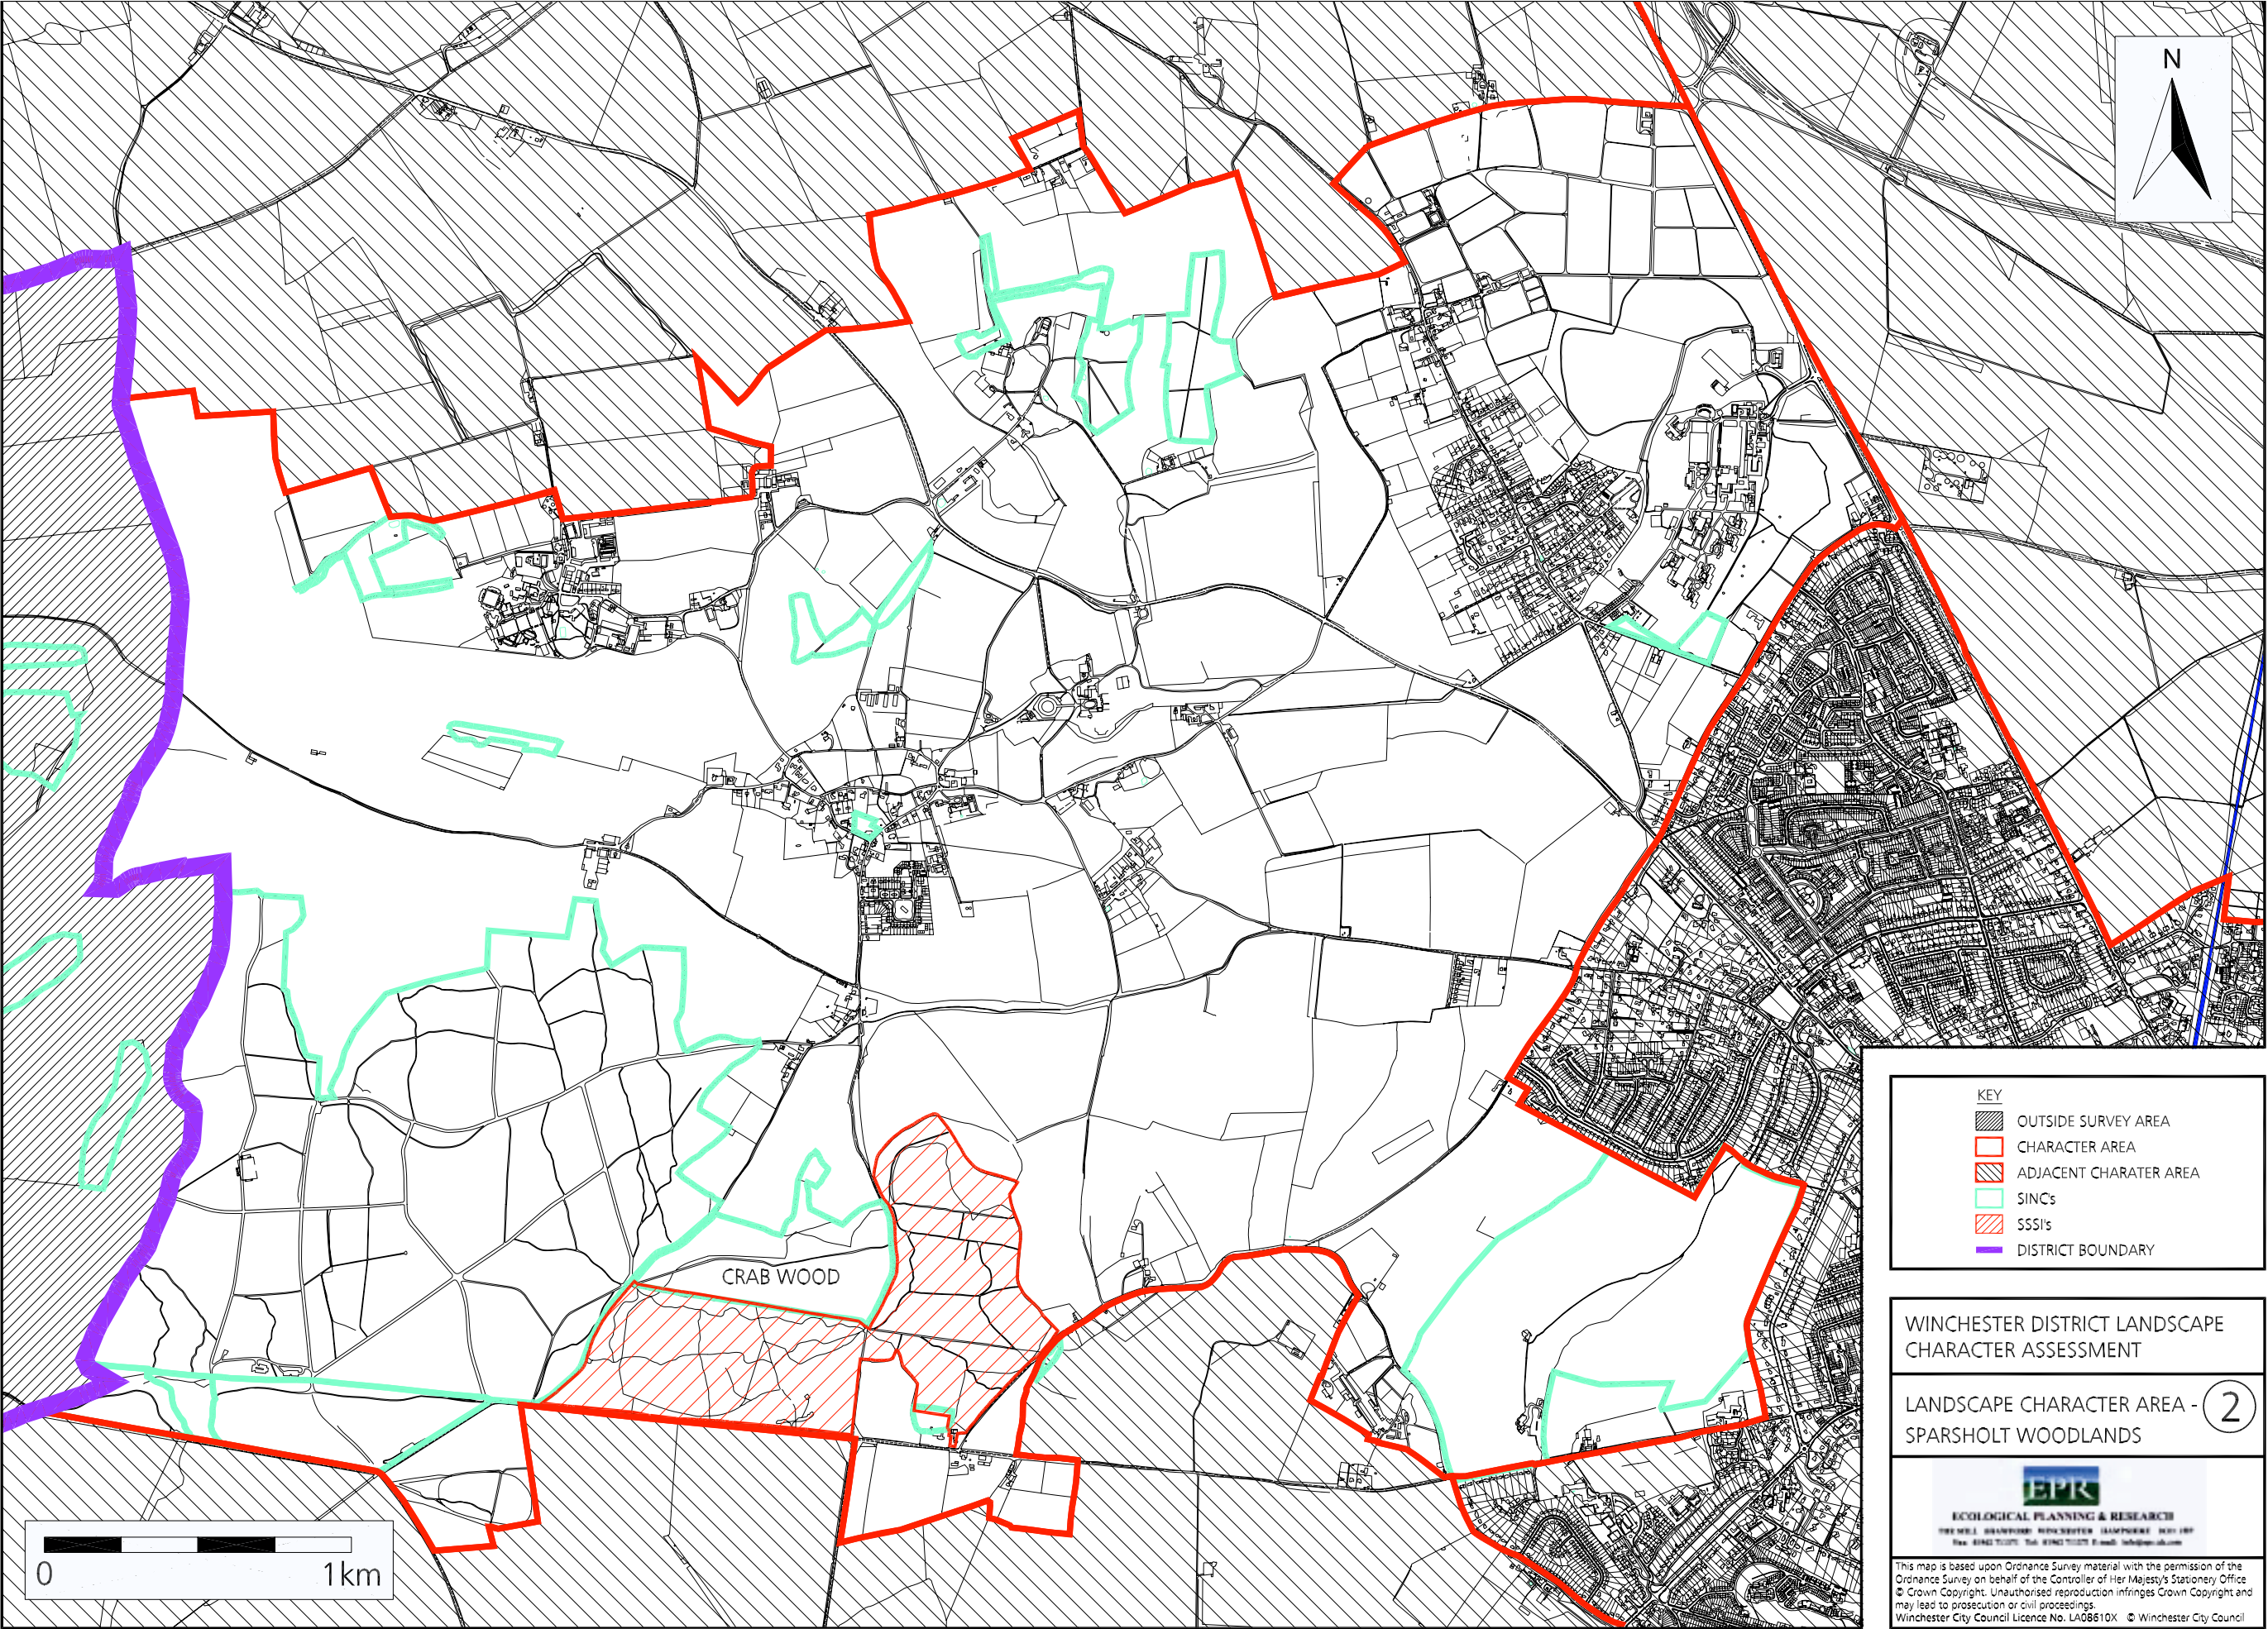 N
CRAB WOOD
0 1km
KEY
OUTSIDE SURVEY AREA
CHARACTER AREA
ADJACENT CHARATER AREA
SINC's
SSSI's
DISTRICT BOUNDARY
WINCHESTER DISTRICT LANDSCAPE
CHARACTER ASSESSMENT
LANDSCAPE CHARACTER AREA - 2
SPARSHOLT WOODLANDS
EPR
ECOLOGICAL PLANNING & RESEARCH
THE MILL WINCHESTER HAMPSHIRE
This map is based upon Ordnance Survey material with the permission of the
Ordnance Survey on behalf of the Controller of Her Majesty's Stationery Office
© Crown Copyright. Unauthorised reproduction infringes Crown Copyright and
may lead to prosecution or civil proceedings.
Winchester City Council Licence No. LA08610X © Winchester City Council